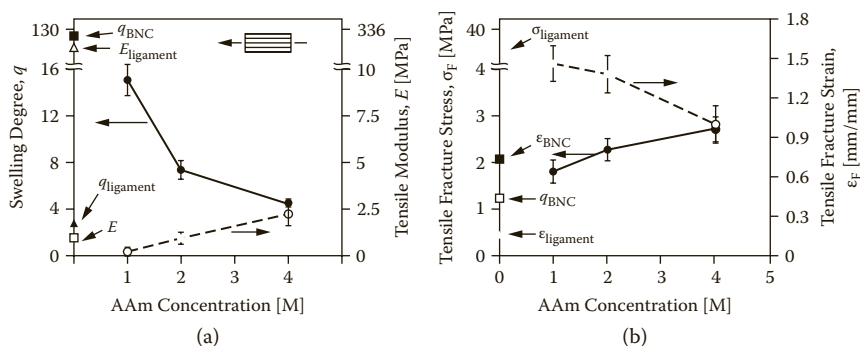 130
16
12
8
4
0
Swelling Degree, q
q_BNC
E_ligament
q_ligament
E
336
10
7.5
5
2.5
0
Tensile Modulus, E [MPa]
1 2 3 4
AAm Concentration [M]
(a)
40
4
3
2
1
0
Tensile Fracture Stress, σ_F [MPa]
σ_ligament
ε_BNC
q_BNC
ε_ligament
1.8
1.5
1.2
0.9
0.6
0.3
0
Tensile Fracture Strain,
ε_F [mm/mm]
0 1 2 3 4 5
AAm Concentration [M]
(b)